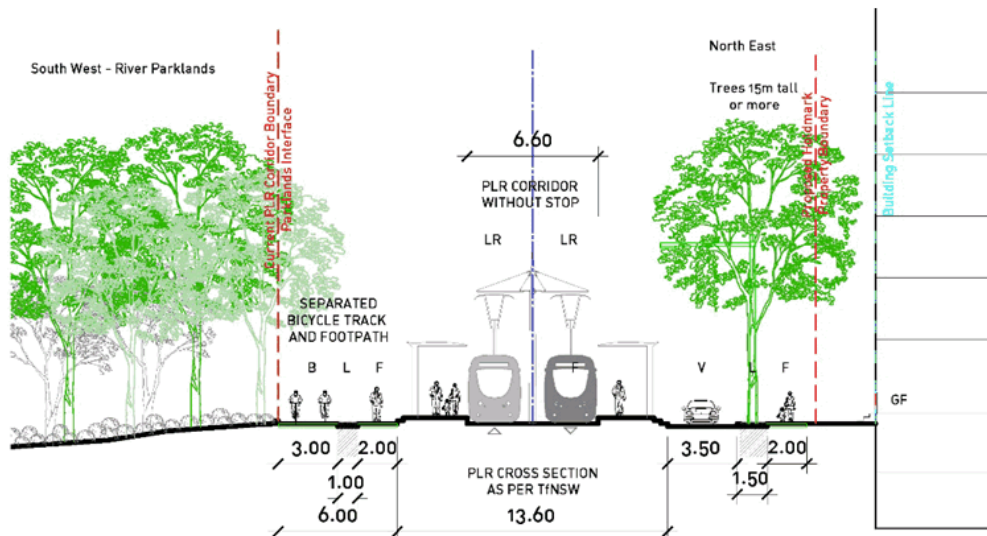 North East
South West - River Parklands
Trees 15m tall
or more
Current PLR Corridor Boundary
Parklands Interface
Proposed Holdmark
Property Boundary
Building Setback Line
6.60
PLR CORRIDOR
WITHOUT STOP
LR LR
SEPARATED
BICYCLE TRACK
AND FOOTPATH
B L F F V L F
GF
3.00 2.00 3.50 2.00
1.00 1.50
PLR CROSS SECTION
AS PER TfNSW
6.00 13.60